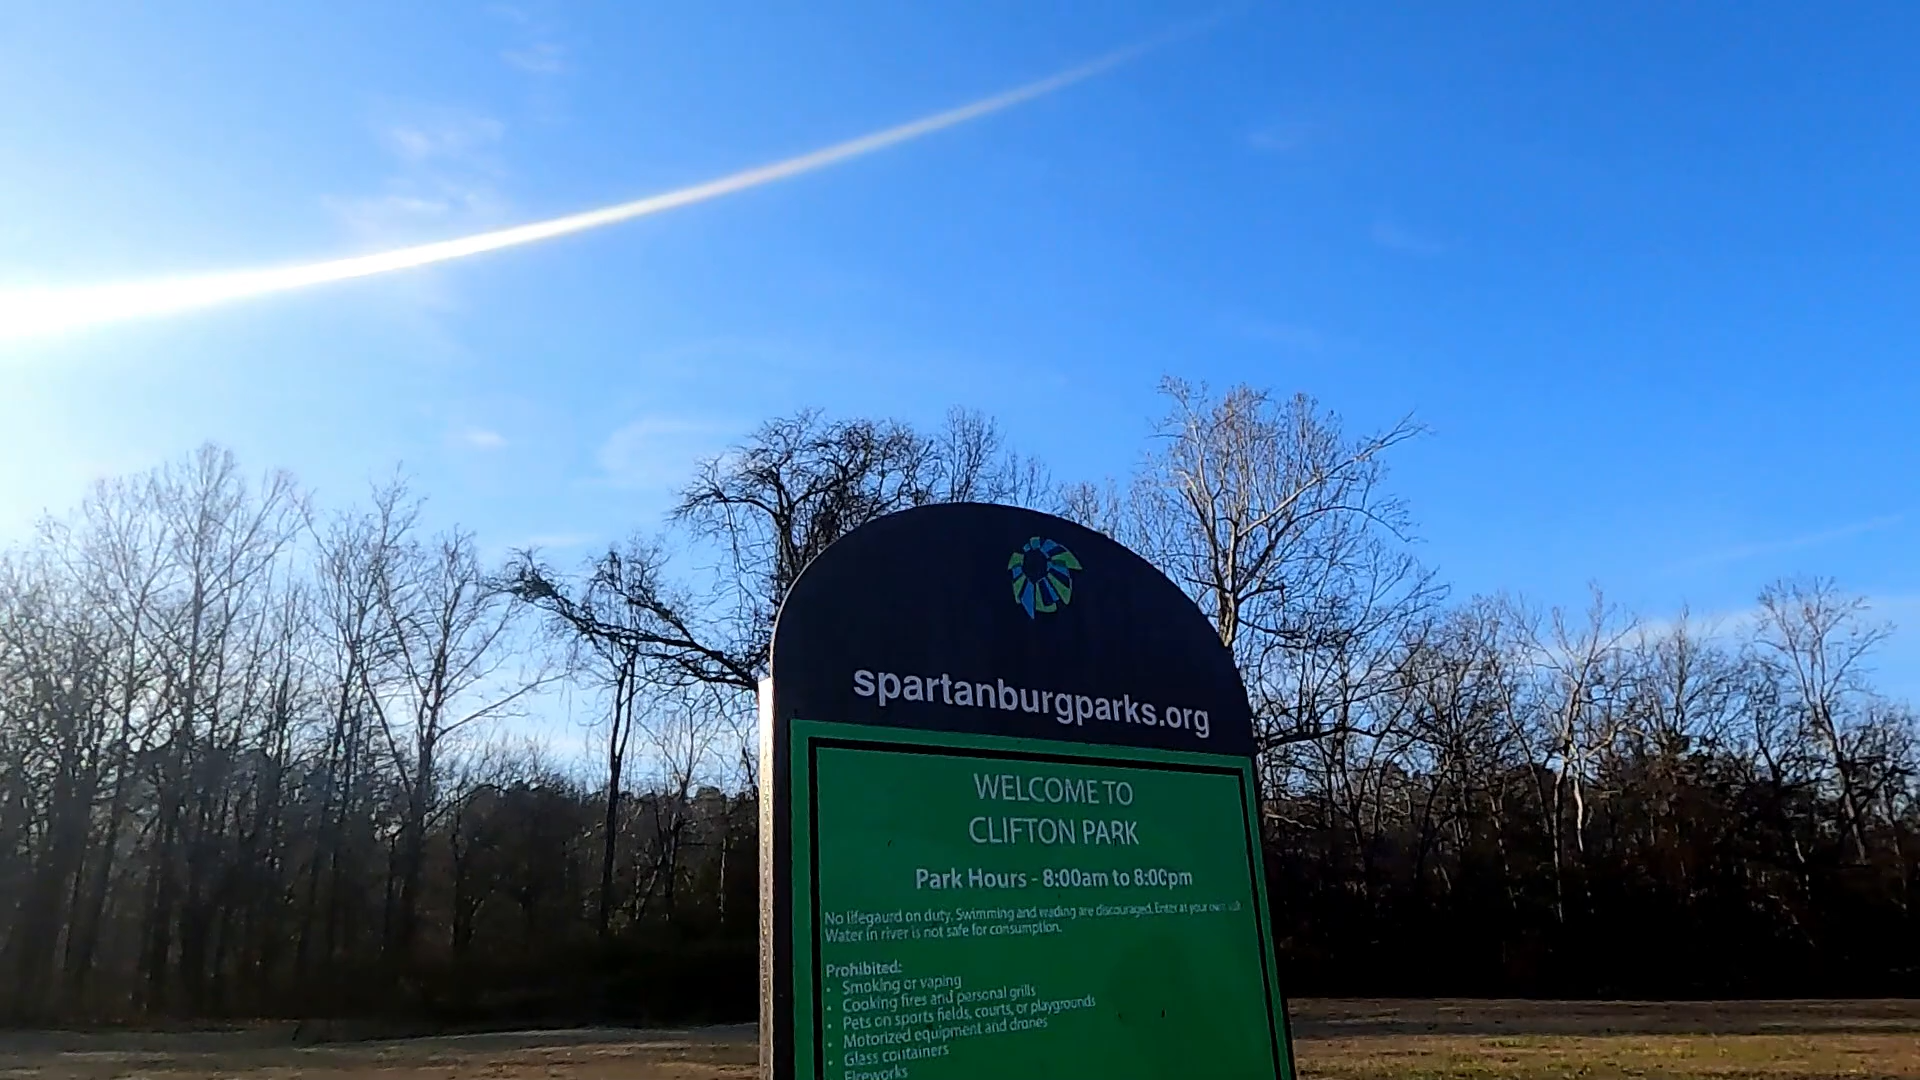 spartanburgparks.org
WELCOME TO
CLIFTON PARK
Park Hours - 8:00am to 8:00pm
No lifegaurd on duty. Swimming and wading are discouraged. Enter at your own risk
Water in river is not safe for consumption.
Prohibited:
• Smoking or vaping
• Cooking fires and personal grills
• Pets on sports fields, courts, or playgrounds
• Motorized equipment and drones
• Glass containers
Fireworks